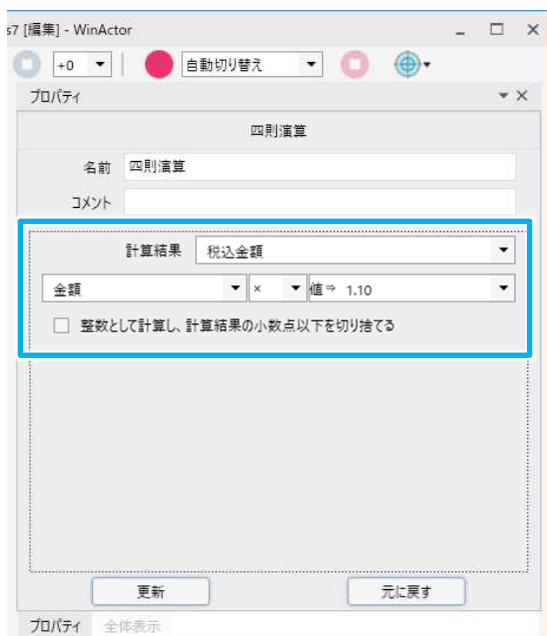 s7 [編集] - WinActor
+0 自動切り替え
プロパティ
四則演算
名前 四則演算
コメント
計算結果 税込金額
金額 × 値⇒ 1.10
整数として計算し、計算結果の小数点以下を切り捨てる
更新 元に戻す
プロパティ 全体表示